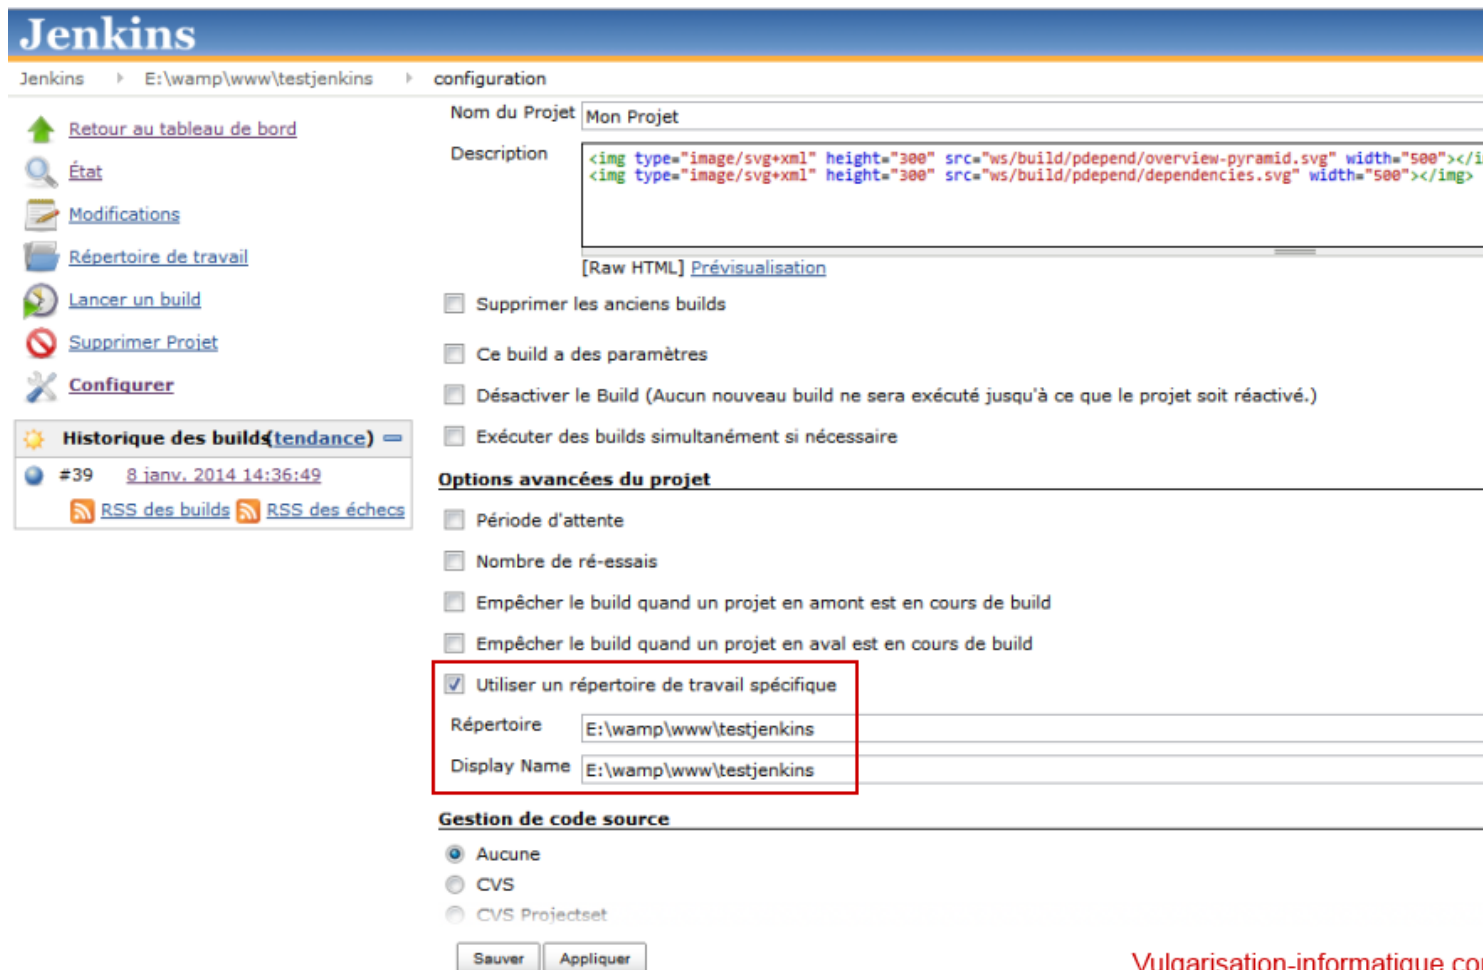 Jenkins
Jenkins E:\wamp\www\testjenkins configuration
Retour au tableau de bord
État
Modifications
Répertoire de travail
Lancer un build
Supprimer Projet
Configurer
Historique des builds (tendance)
#39 8 janv. 2014 14:36:49
RSS des builds RSS des échecs
Nom du Projet Mon Projet
Description
<img type="image/svg+xml" height="300" src="ws/build/pdepend/overview-pyramid.svg" width="500"></i
<img type="image/svg+xml" height="300" src="ws/build/pdepend/dependencies.svg" width="500"></img>
[Raw HTML] Prévisualisation
Supprimer les anciens builds
Ce build a des paramètres
Désactiver le Build (Aucun nouveau build ne sera exécuté jusqu'à ce que le projet soit réactivé.)
Exécuter des builds simultanément si nécessaire
Options avancées du projet
Période d'attente
Nombre de ré-essais
Empêcher le build quand un projet en amont est en cours de build
Empêcher le build quand un projet en aval est en cours de build
Utiliser un répertoire de travail spécifique
Répertoire E:\wamp\www\testjenkins
Display Name E:\wamp\www\testjenkins
Gestion de code source
Aucune
CVS
CVS Projectset
Sauver Appliquer
Vulgarisation-informatique.co